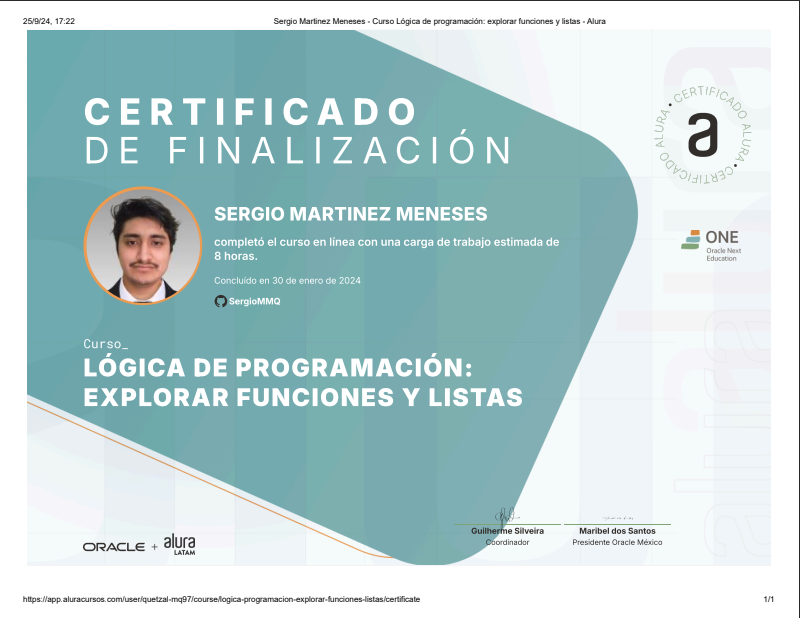 25/9/24, 17:22
Sergio Martinez Meneses - Curso Lógica de programación: explorar funciones y listas - Alura
CERTIFICADO
DE FINALIZACIÓN
CERTIFICADO ALURA • CERTIFICADO ALURA •
a
SERGIO MARTINEZ MENESES
completó el curso en línea con una carga de trabajo estimada de
8 horas.
Concluído en 30 de enero de 2024
SergioMMQ
ONE
Oracle Next
Education
Curso_
LÓGICA DE PROGRAMACIÓN:
EXPLORAR FUNCIONES Y LISTAS
ORACLE + alura
LATAM
Guilherme Silveira
Coordinador
Maribel dos Santos
Presidente Oracle México
https://app.aluracursos.com/user/quetzal-mq97/course/logica-programacion-explorar-funciones-listas/certificate
1/1